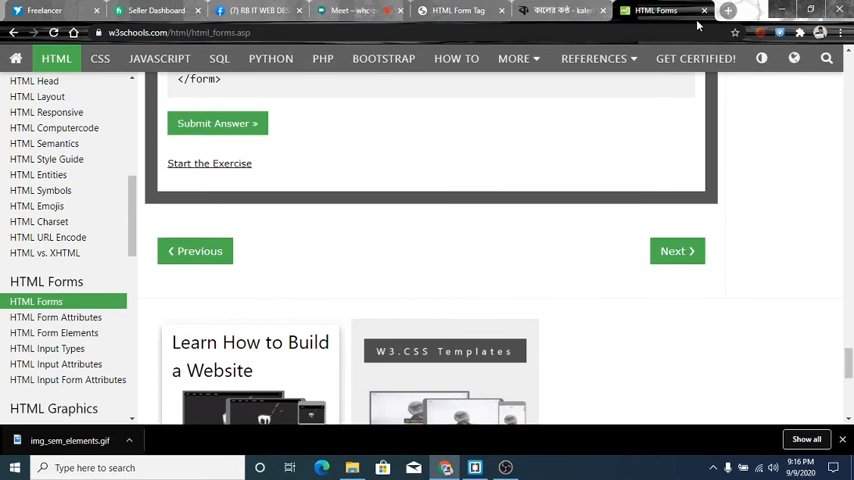 Freelancer
Seller Dashboard
(7) RB IT WEB DES
Meet – whc
HTML Form Tag
কালের কণ্ঠ - kaler
HTML Forms
w3schools.com/html/html_forms.asp
HTML
CSS
JAVASCRIPT
SQL
PYTHON
PHP
BOOTSTRAP
HOW TO
MORE
REFERENCES
GET CERTIFIED!
HTML Head
HTML Layout
HTML Responsive
HTML Computercode
HTML Semantics
HTML Style Guide
HTML Entities
HTML Symbols
HTML Emojis
HTML Charset
HTML URL Encode
HTML vs. XHTML
HTML Forms
HTML Forms
HTML Form Attributes
HTML Form Elements
HTML Input Types
HTML Input Attributes
HTML Input Form Attributes
HTML Graphics
</form>
Submit Answer »
Start the Exercise
❮ Previous
Next ❯
Learn How to Build
a Website
W3.CSS Templates
img_sem_elements.gif
Show all
Type here to search
9:16 PM
9/9/2020